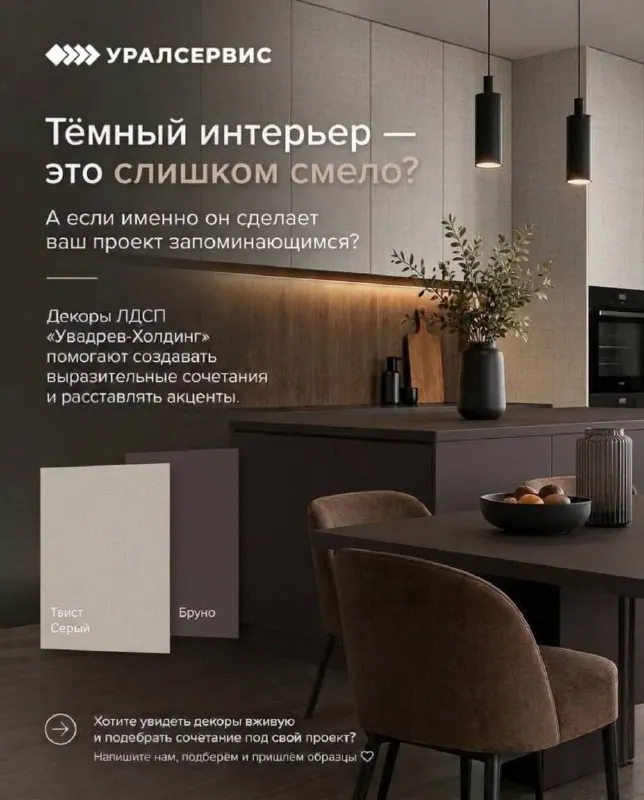 УРАЛСЕРВИС
Тёмный интерьер —
это слишком смело?
А если именно он сделает
ваш проект запоминающимся?
Декоры ЛДСП
«Увадрев-Холдинг»
помогают создавать
выразительные сочетания
и расставлять акценты.
Твист
Серый
Бруно
Хотите увидеть декоры вживую
и подобрать сочетание под свой проект?
Напишите нам, подберём и пришлём образцы ♡